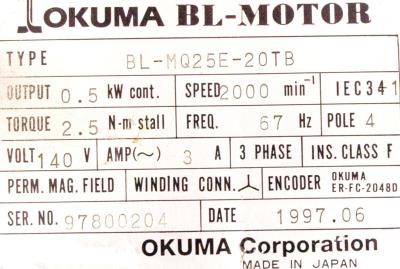 OKUMA BL-MOTOR
TYPE BL-MQ25E-20TB
OUTPUT 0.5 kW cont. SPEED 2000 min⁻¹ IEC34-1
TORQUE 2.5 N-m stall FREQ. 67 Hz POLE 4
VOLT 140 V AMP(~) 3 A 3 PHASE INS. CLASS F
PERM. MAG. FIELD WINDING CONN. ENCODER OKUMA ER-FC-2048D
SER. NO. 97800204 DATE 1997.06
OKUMA Corporation
MADE IN JAPAN